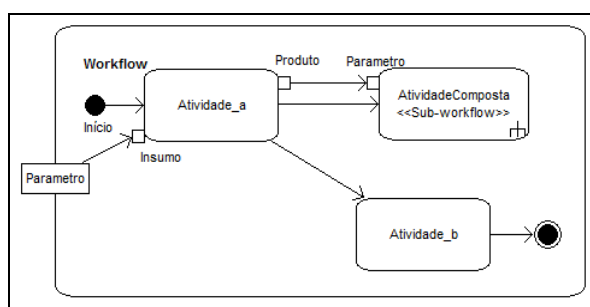 Workflow
Produto
Parametro
Atividade_a
AtividadeComposta
<<Sub-workflow>>
Início
Insumo
Parametro
Atividade_b